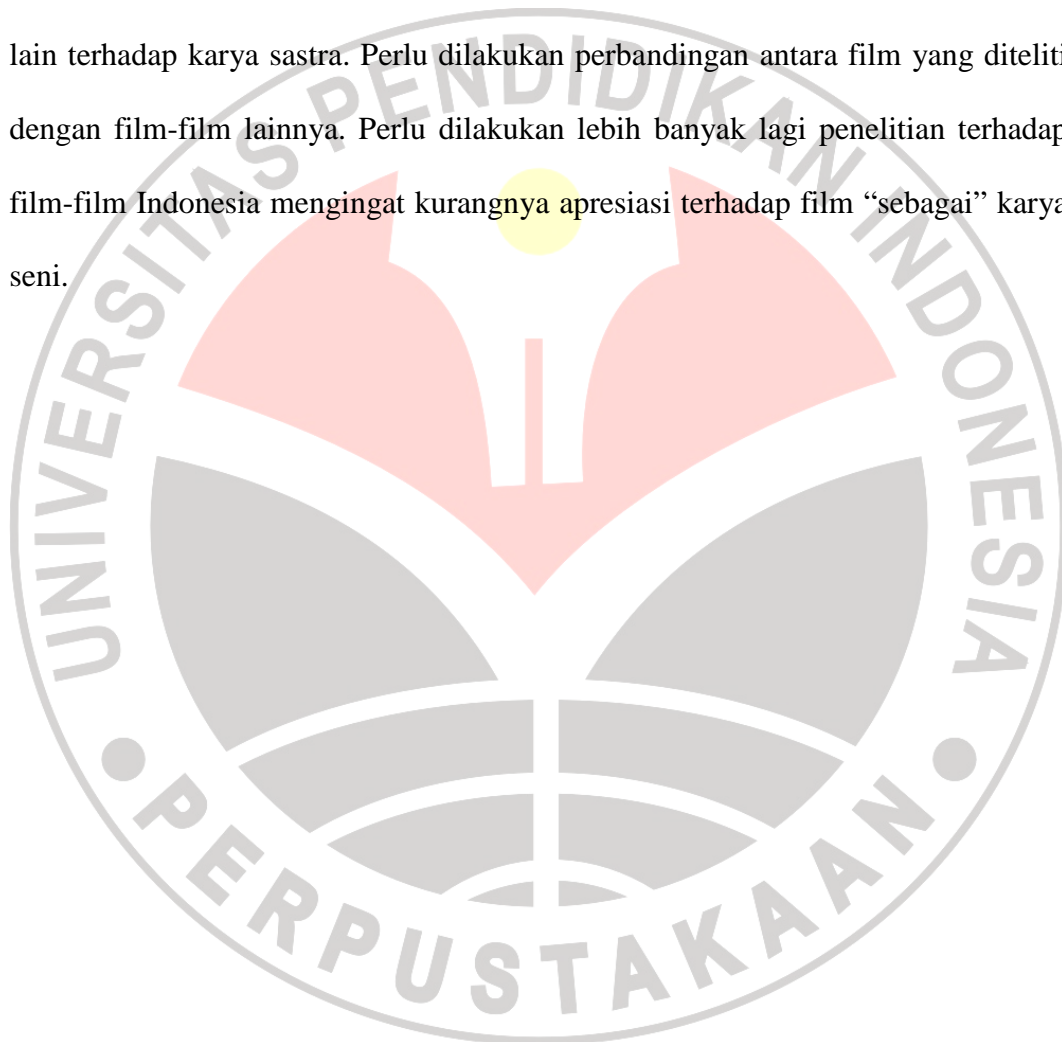 lain terhadap karya sastra. Perlu dilakukan perbandingan antara film yang diteliti
dengan film-film lainnya. Perlu dilakukan lebih banyak lagi penelitian terhadap
film-film Indonesia mengingat kurangnya apresiasi terhadap film “sebagai” karya
seni.
UNIVERSITAS PENDIDIKAN INDONESIA
PERPUSTAKAAN